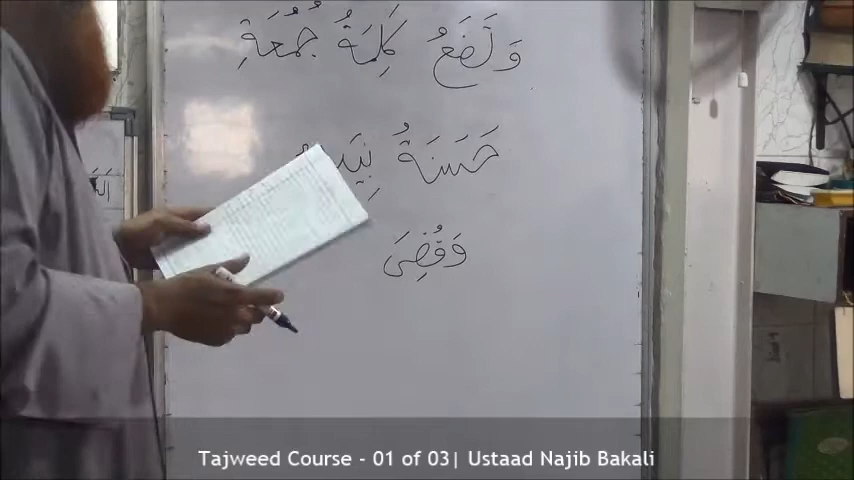 وَلَضَعُ كَلِمَةُ جُمُعَةِ
حَسَنَةُ
وَقُضِىَ
Tajweed Course - 01 of 03| Ustaad Najib Bakali